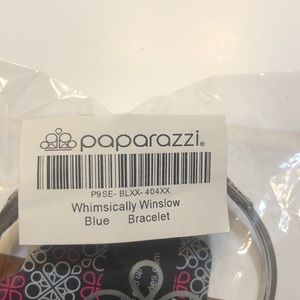 paparazzi®
P9SE-BLXX-404XX
Whimsically Winslow
Blue Bracelet